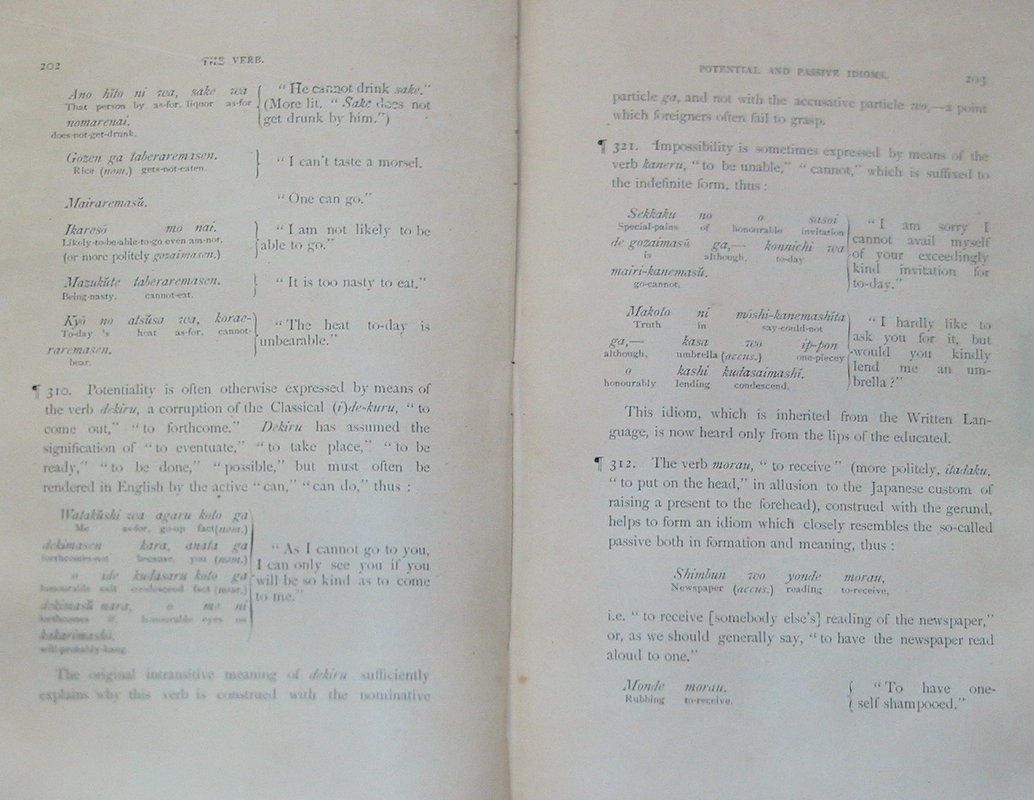 202
THE VERB.
Ano hito ni wa, sake wa
That person by as-for, liquor as-for
nomarenai.
does-not-get-drunk.
"He cannot drink sake."
(More lit. "Sake does not
get drunk by him.")
Gozen ga taberaremasen.
Rice (nom.) gets-not-eaten.
"I can't taste a morsel.
Mairaremasŭ.
"One can go."
Ikaresō mo nai.
Likely-to-be-able-to-go even am-not.
(or more politely gozaimasen.)
"I am not likely to be
able to go."
Mazukŭte taberaremasen.
Being-nasty, cannot-eat.
"It is too nasty to eat."
Kyō no atsŭsa wa, korae-
To-day 's heat as-for, cannot-
raremasen.
bear.
"The heat to-day is
unbearable."
¶ 310. Potentiality is often otherwise expressed by means of
the verb dekiru, a corruption of the Classical (i)de-kuru, "to
come out," "to forthcome." Dekiru has assumed the
signification of "to eventuate," "to take place," "to be
ready," "to be done," "possible," but must often be
rendered in English by the active "can," "can do," thus:
Watakŭshi wa agaru koto ga
Me as-for, go-up fact (nom.)
dekimasen kara, anata ga
forthcomes-not because, you (nom.)
o ide kudasaru koto ga
honourable exit condescend fact (nom.)
dekimasŭ nara, o me ni
forthcomes if, honourable eyes on
kakarimashō.
will-probably-hang.
"As I cannot go to you,
I can only see you if you
will be so kind as to come
to me."
The original intransitive meaning of dekiru sufficiently
explains why this verb is construed with the nominative
POTENTIAL AND PASSIVE IDIOMS.
203
particle ga, and not with the accusative particle wo,—a point
which foreigners often fail to grasp.
¶ 321. Impossibility is sometimes expressed by means of the
verb kaneru, "to be unable," "cannot," which is suffixed to
the indefinite form, thus:
Sekkaku no o sasoi
Special-pains of honourable invitation
de gozaimasŭ ga,— konnichi wa
is although, to-day
mairi-kanemasŭ.
go-cannot.
"I am sorry I
cannot avail myself
of your exceedingly
kind invitation for
to-day."
Makoto ni mōshi-kanemashĭta
Truth in say-could-not
ga,— kasa wo ip-pon
although, umbrella (accus.) one-piecey
o kashi kudasaimashi.
honourably lending condescend.
"I hardly like to
ask you for it, but
would you kindly
lend me an um-
brella?"
This idiom, which is inherited from the Written Lan-
guage, is now heard only from the lips of the educated.
¶ 312. The verb morau, "to receive" (more politely, itadaku,
"to put on the head," in allusion to the Japanese custom of
raising a present to the forehead), construed with the gerund,
helps to form an idiom which closely resembles the so-called
passive both in formation and meaning, thus:
Shimbun wo yonde morau,
Newspaper (accus.) reading to-receive,
i.e. "to receive [somebody else's] reading of the newspaper,"
or, as we should generally say, "to have the newspaper read
aloud to one."
Monde morau.
Rubbing to-receive.
"To have one-
self shampooed."